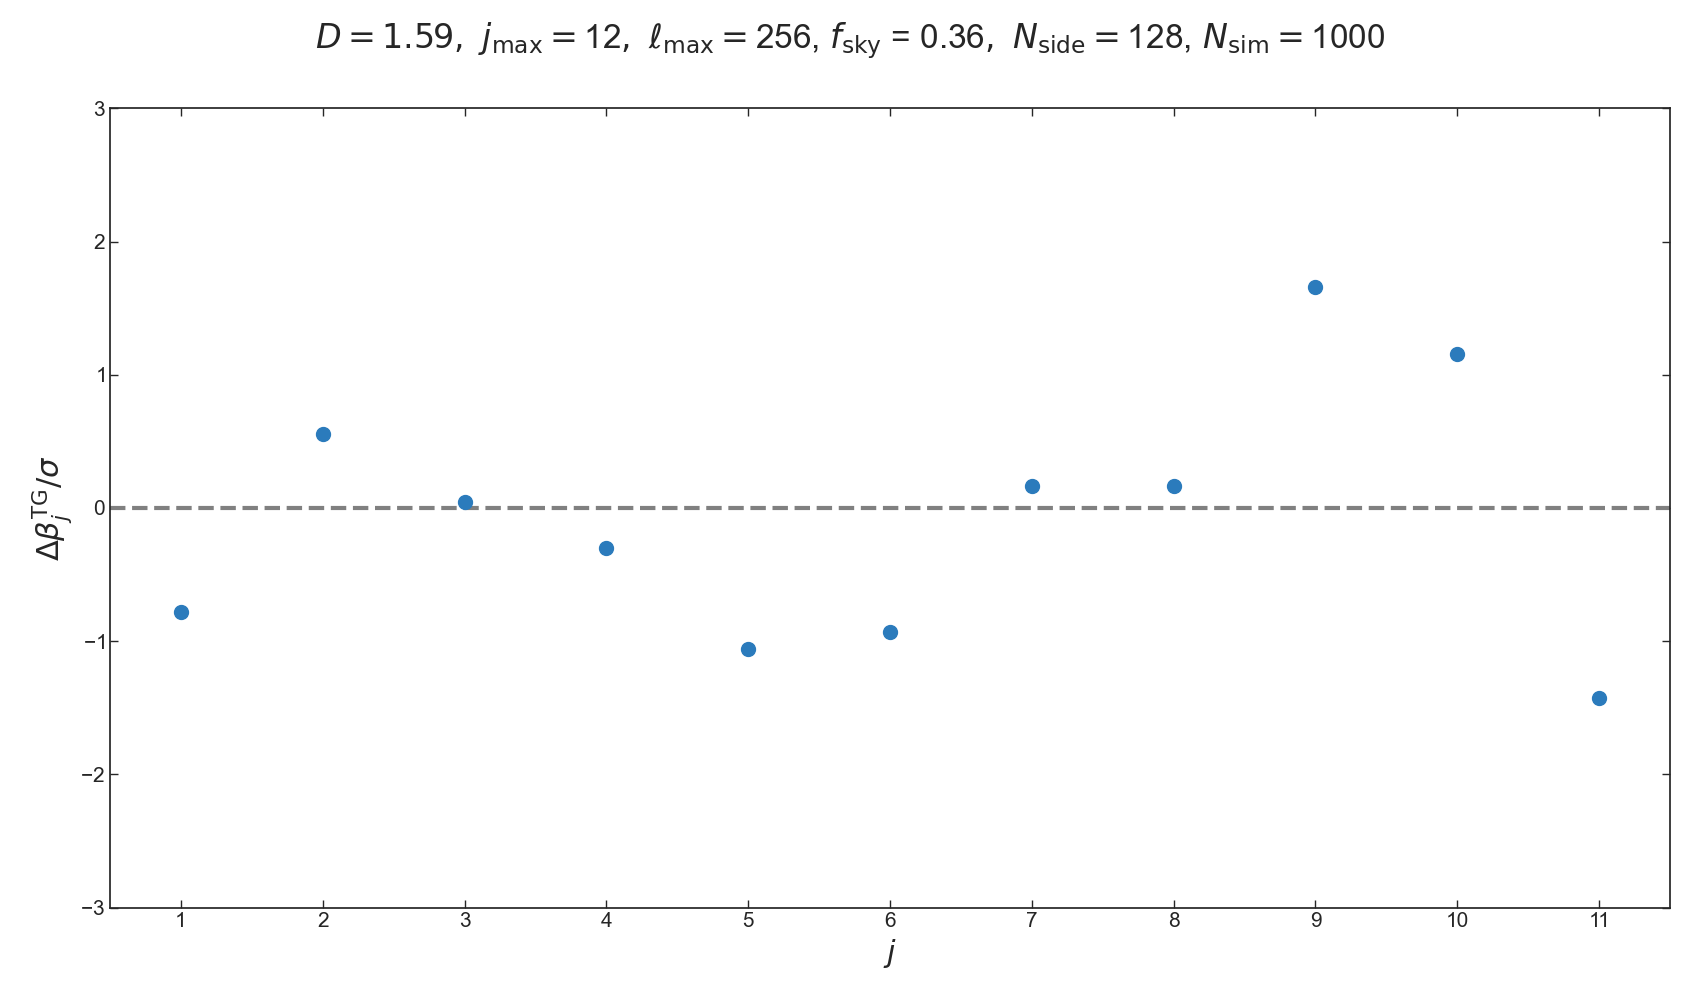 D = 1.59, j_max = 12, ℓ_max = 256, f_sky = 0.36, N_side = 128, N_sim = 1000
3
2
1
0
−1
−2
−3
Δβ_j^TG/σ
1 2 3 4 5 6 7 8 9 10 11
j